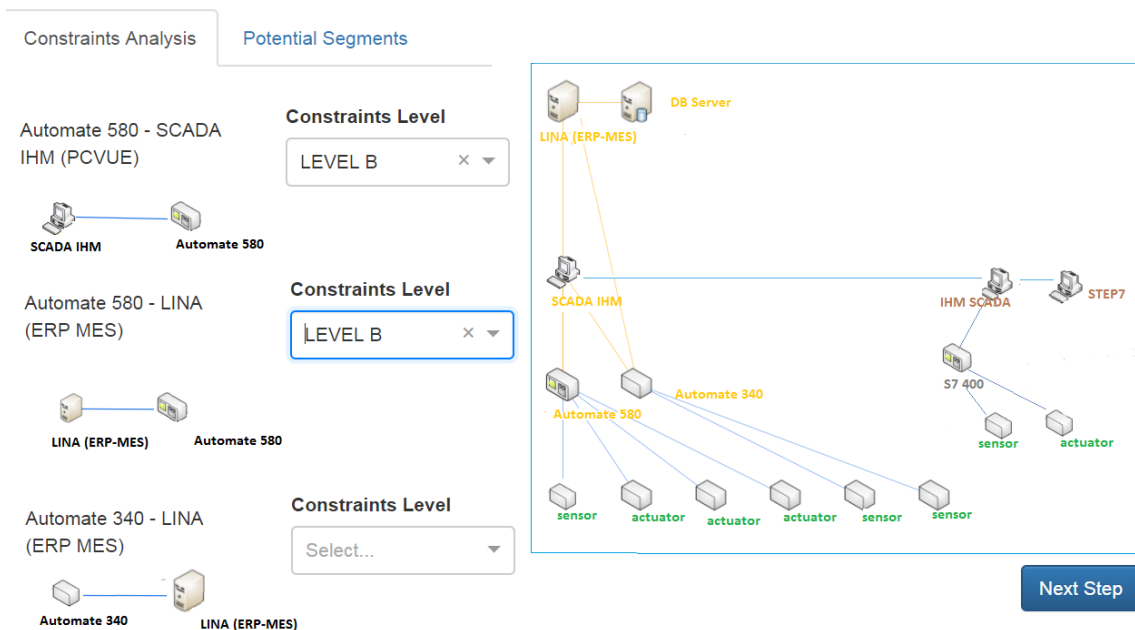 Constraints Analysis
Potential Segments
Automate 580 - SCADA
IHM (PCVUE)
Constraints Level
LEVEL B
SCADA IHM
Automate 580
Automate 580 - LINA
(ERP MES)
Constraints Level
LEVEL B
LINA (ERP-MES)
Automate 580
Automate 340 - LINA
(ERP MES)
Constraints Level
Select...
Automate 340
LINA (ERP-MES)
DB Server
LINA (ERP-MES)
SCADA IHM
IHM SCADA
STEP7
S7 400
Automate 340
Automate 580
sensor
actuator
sensor
actuator
actuator
actuator
sensor
sensor
Next Step